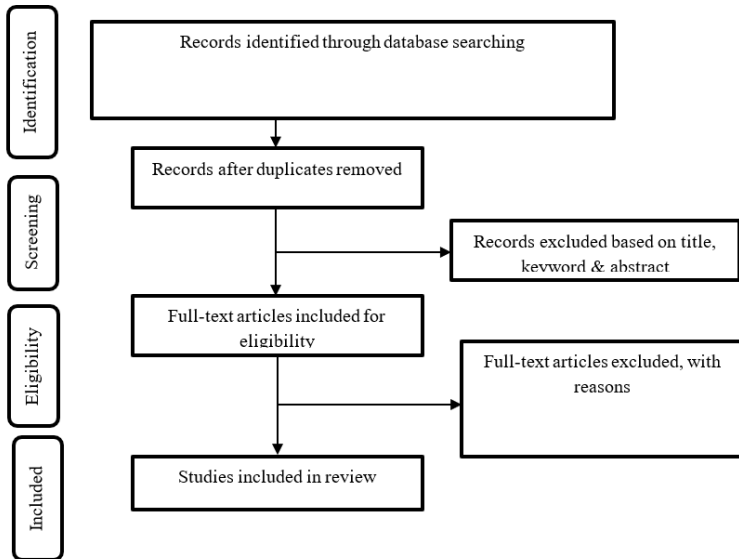 Identification
Records identified through database searching
Records after duplicates removed
Screening
Records excluded based on title,
keyword & abstract
Full-text articles included for
eligibility
Eligibility
Full-text articles excluded, with
reasons
Included
Studies included in review